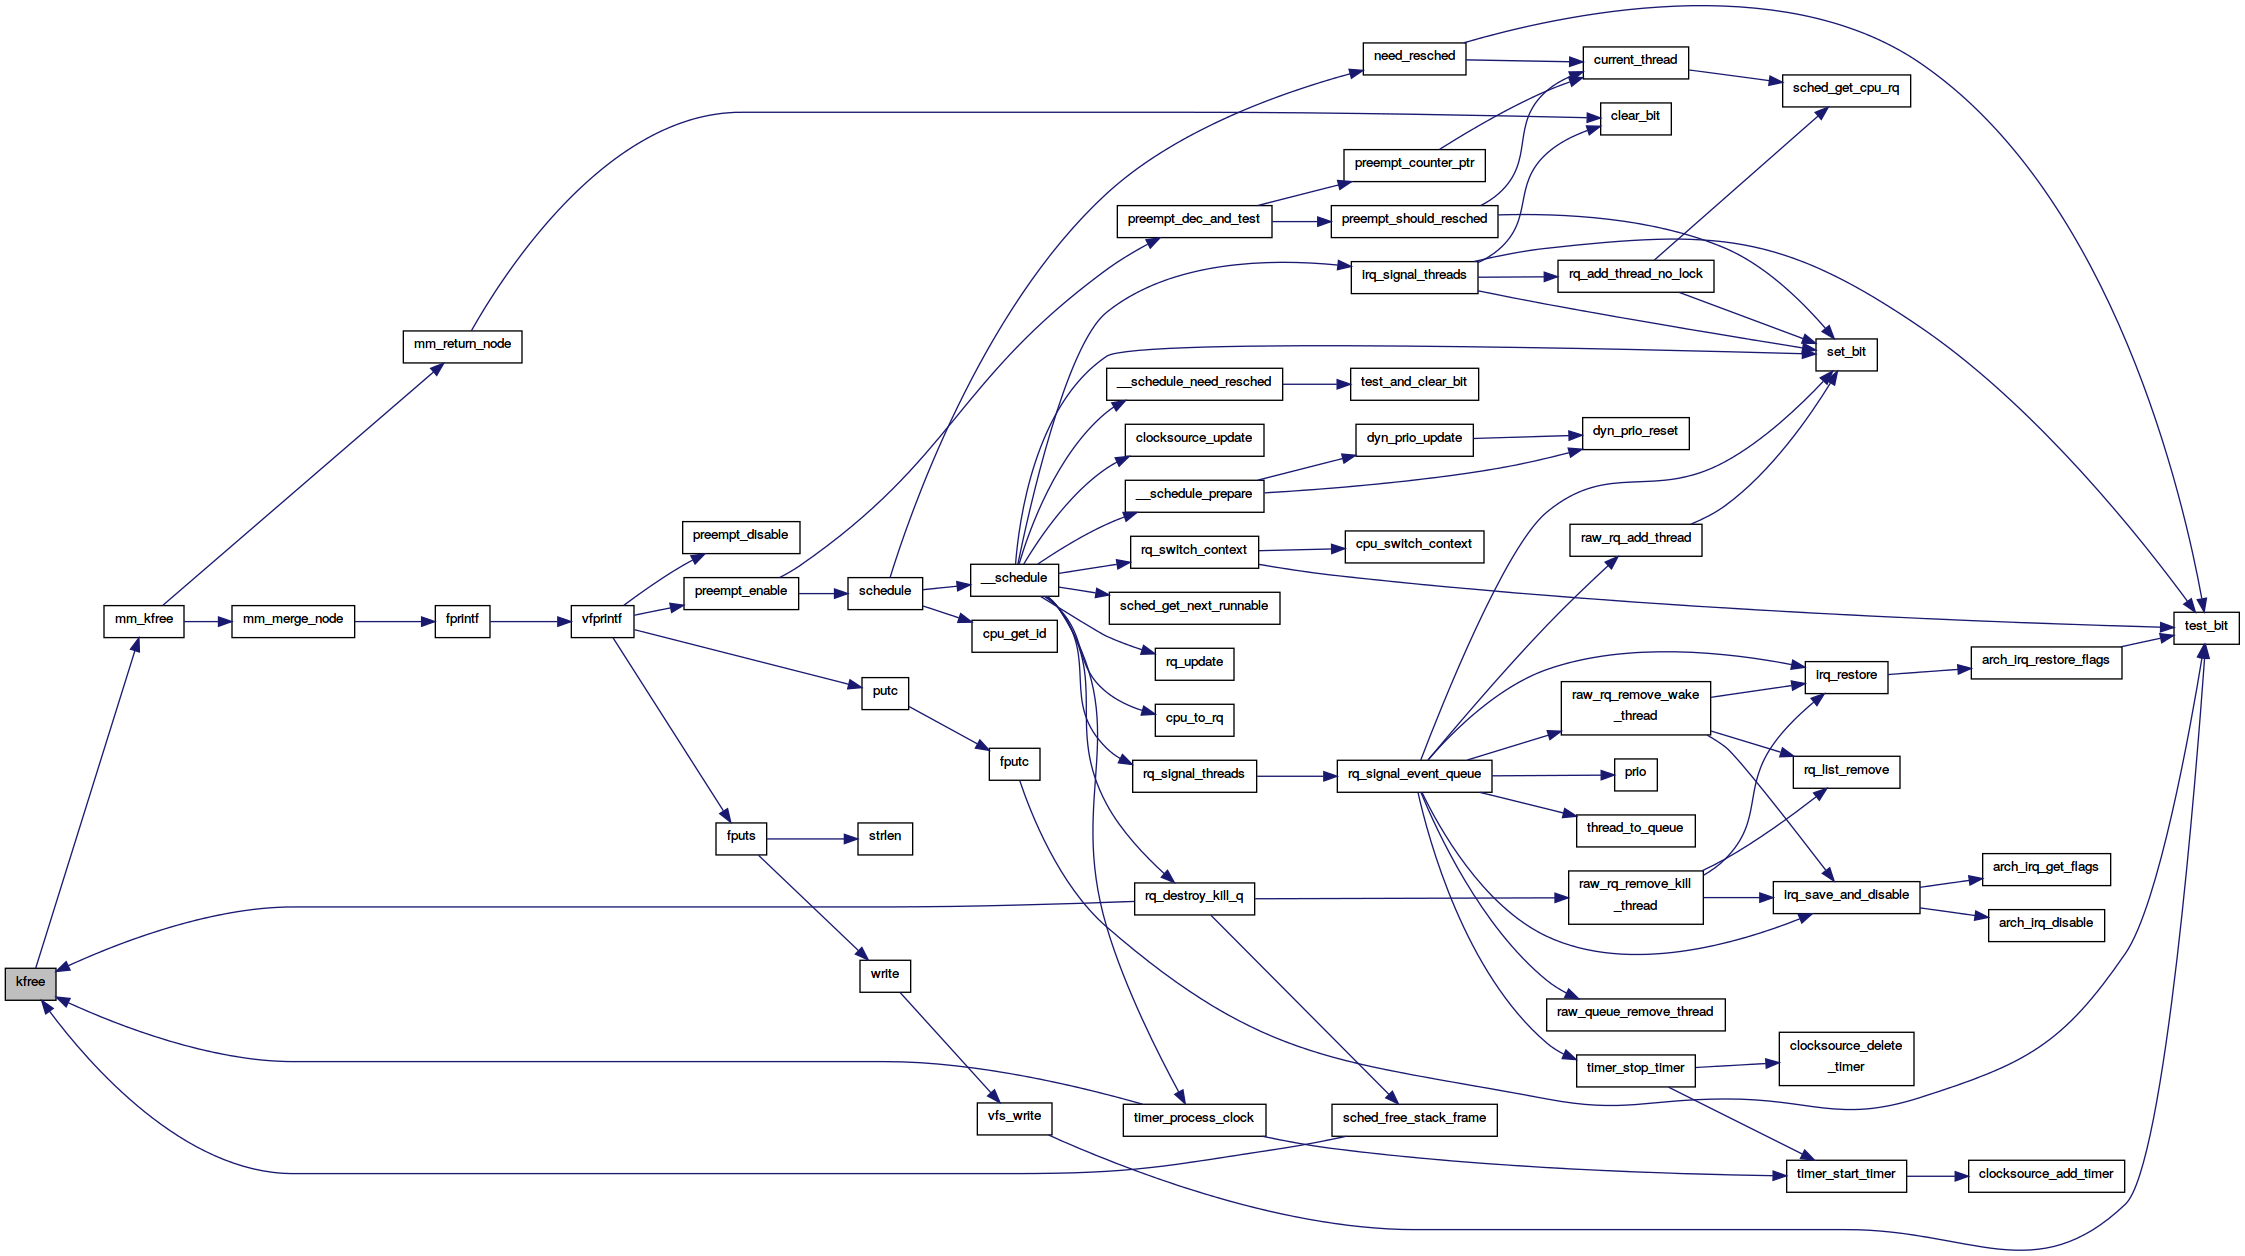 need_resched
current_thread
sched_get_cpu_rq
clear_bit
preempt_counter_ptr
preempt_dec_and_test
preempt_should_resched
irq_signal_threads
rq_add_thread_no_lock
mm_return_node
set_bit
__schedule_need_resched
test_and_clear_bit
clocksource_update
dyn_prio_update
dyn_prio_reset
__schedule_prepare
preempt_disable
rq_switch_context
cpu_switch_context
raw_rq_add_thread
preempt_enable
schedule
__schedule
sched_get_next_runnable
mm_kfree
mm_merge_node
fprintf
vfprintf
cpu_get_id
test_bit
rq_update
arch_irq_restore_flags
irq_restore
putc
raw_rq_remove_wake
_thread
cpu_to_rq
fputc
rq_signal_threads
rq_signal_event_queue
prio
rq_list_remove
thread_to_queue
fputs
strlen
arch_irq_get_flags
rq_destroy_kill_q
raw_rq_remove_kill
_thread
irq_save_and_disable
arch_irq_disable
kfree
write
raw_queue_remove_thread
clocksource_delete
_timer
timer_stop_timer
vfs_write
timer_process_clock
sched_free_stack_frame
timer_start_timer
clocksource_add_timer